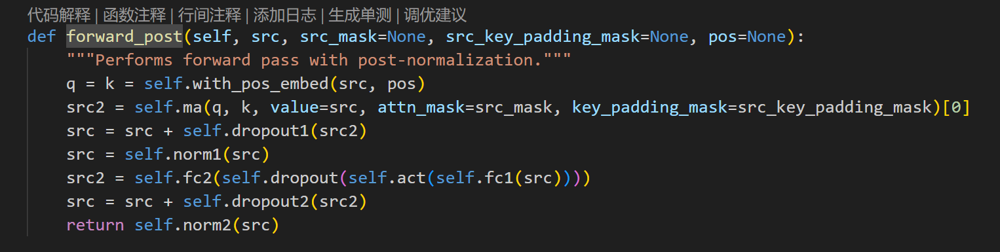 代码解释 | 函数注释 | 行间注释 | 添加日志 | 生成单测 | 调优建议
def forward_post(self, src, src_mask=None, src_key_padding_mask=None, pos=None):
    """Performs forward pass with post-normalization."""
    q = k = self.with_pos_embed(src, pos)
    src2 = self.ma(q, k, value=src, attn_mask=src_mask, key_padding_mask=src_key_padding_mask)[0]
    src = src + self.dropout1(src2)
    src = self.norm1(src)
    src2 = self.fc2(self.dropout(self.act(self.fc1(src))))
    src = src + self.dropout2(src2)
    return self.norm2(src)